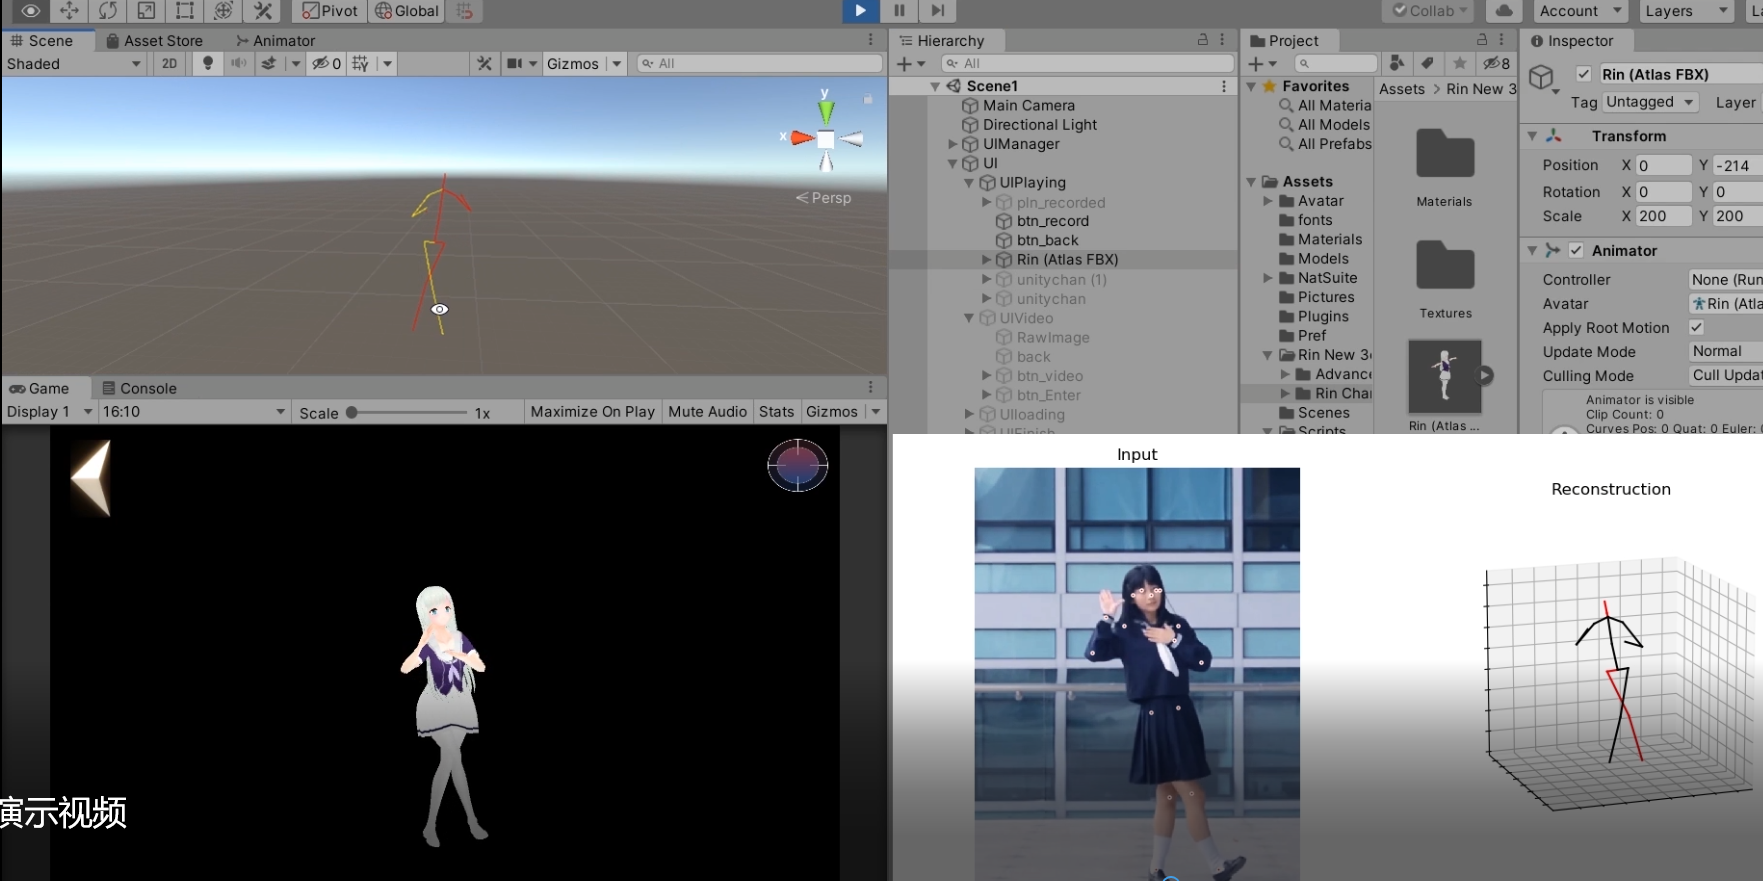 Pivot Global Collab Account Layers
Scene Asset Store Animator
Shaded 2D 0 Gizmos All
y
x
Persp
Game Console
Display 1 16:10 Scale 1x Maximize On Play Mute Audio Stats Gizmos
演示视频
Hierarchy
All
Scene1
Main Camera
Directional Light
UIManager
UI
UIPlaying
pln_recorded
btn_record
btn_back
Rin (Atlas FBX)
unitychan (1)
unitychan
UIVideo
RawImage
back
btn_video
btn_Enter
UIloading
UIFinish
Project
8
Favorites
All Materia
All Models
All Prefabs
Assets
Avatar
fonts
Materials
Models
NatSuite
Pictures
Plugins
Pref
Rin New 3
Advance
Rin Cha
Scenes
Scripts
Assets > Rin New 3
Materials
Textures
Rin (Atlas ...
Inspector
Rin (Atlas FBX)
Tag Untagged Layer
Transform
Position X 0 Y -214
Rotation X 0 Y 0
Scale X 200 Y 200
Animator
Controller None (Run
Avatar Rin (Atla
Apply Root Motion
Update Mode Normal
Culling Mode Cull Updat
Animator is visible
Clip Count: 0
Curves Pos: 0 Quat: 0 Euler:
Input
Reconstruction